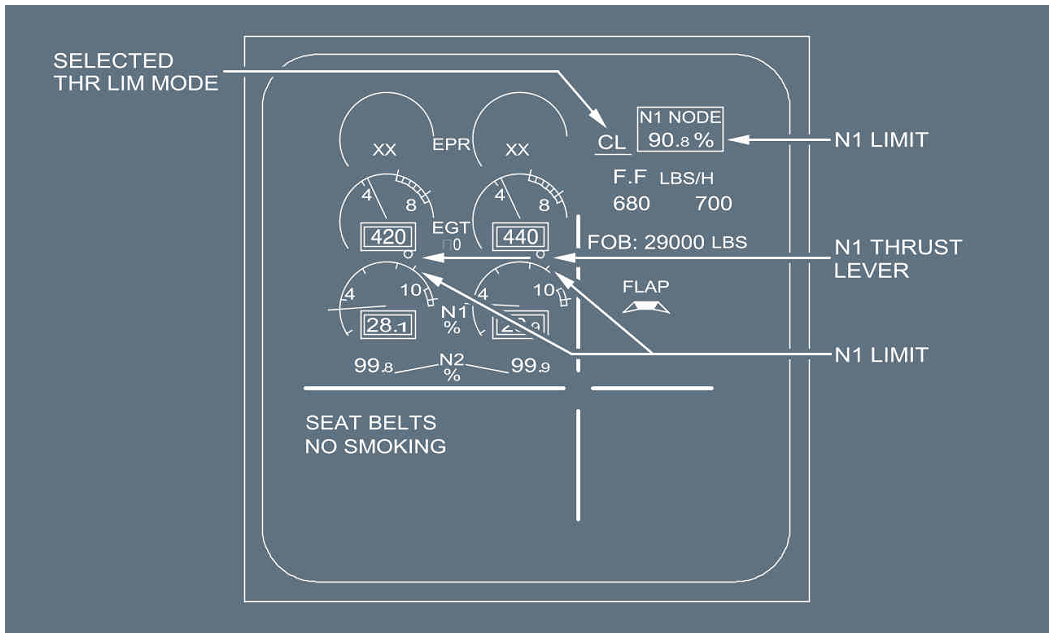 SELECTED
THR LIM MODE
N1 NODE
90.8 %
CL
N1 LIMIT
XX
EPR
XX
F.F LBS/H
680 700
4
8
4
8
420
EGT
0
440
FOB: 29000 LBS
N1 THRUST
LEVER
FLAP
4
10
4
10
28.1
N1
%
N1 LIMIT
99.8
N2
%
99.9
SEAT BELTS
NO SMOKING